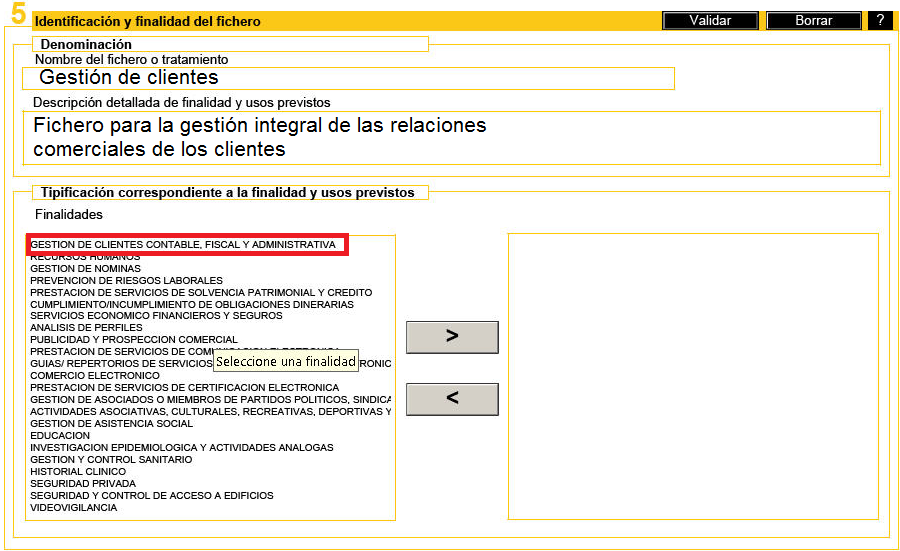 5
Identificación y finalidad del fichero
Validar
Borrar
?
Denominación
Nombre del fichero o tratamiento
Gestión de clientes
Descripción detallada de finalidad y usos previstos
Fichero para la gestión integral de las relaciones
comerciales de los clientes
Tipificación correspondiente a la finalidad y usos previstos
Finalidades
GESTION DE CLIENTES CONTABLE, FISCAL Y ADMINISTRATIVA
RECURSOS HUMANOS
GESTION DE NOMINAS
PREVENCION DE RIESGOS LABORALES
PRESTACION DE SERVICIOS DE SOLVENCIA PATRIMONIAL Y CREDITO
CUMPLIMIENTO/INCUMPLIMIENTO DE OBLIGACIONES DINERARIAS
SERVICIOS ECONOMICO FINANCIEROS Y SEGUROS
ANALISIS DE PERFILES
PUBLICIDAD Y PROSPECCION COMERCIAL
PRESTACION DE SERVICIOS DE COMUNICACION ELECTRONICA
GUIAS/ REPERTORIOS DE SERVICIOS RONIC
Seleccione una finalidad
COMERCIO ELECTRONICO
PRESTACION DE SERVICIOS DE CERTIFICACION ELECTRONICA
GESTION DE ASOCIADOS O MIEMBROS DE PARTIDOS POLITICOS, SINDICA
ACTIVIDADES ASOCIATIVAS, CULTURALES, RECREATIVAS, DEPORTIVAS Y
GESTION DE ASISTENCIA SOCIAL
EDUCACION
INVESTIGACION EPIDEMIOLOGICA Y ACTIVIDADES ANALOGAS
GESTION Y CONTROL SANITARIO
HISTORIAL CLINICO
SEGURIDAD PRIVADA
SEGURIDAD Y CONTROL DE ACCESO A EDIFICIOS
VIDEOVIGILANCIA
>
<